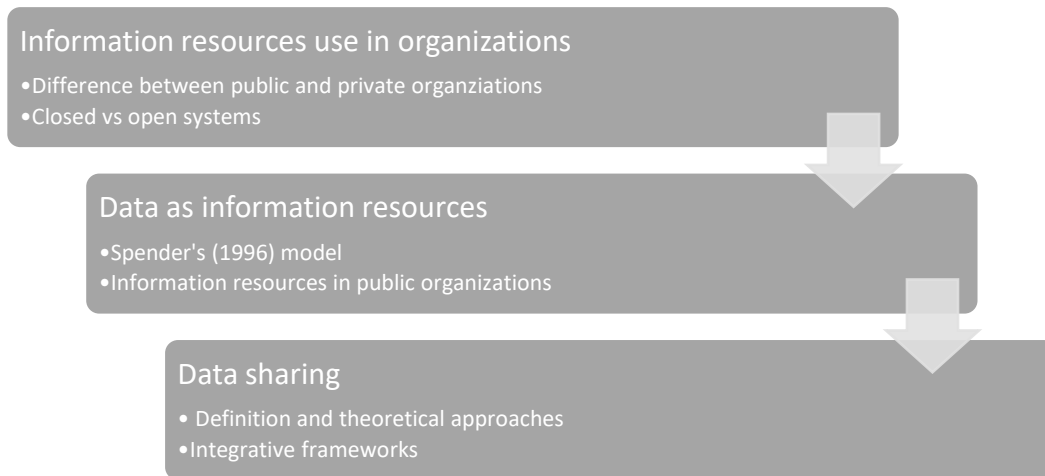 Information resources use in organizations
•Difference between public and private organziations
•Closed vs open systems
Data as information resources
•Spender's (1996) model
•Information resources in public organizations
Data sharing
• Definition and theoretical approaches
•Integrative frameworks